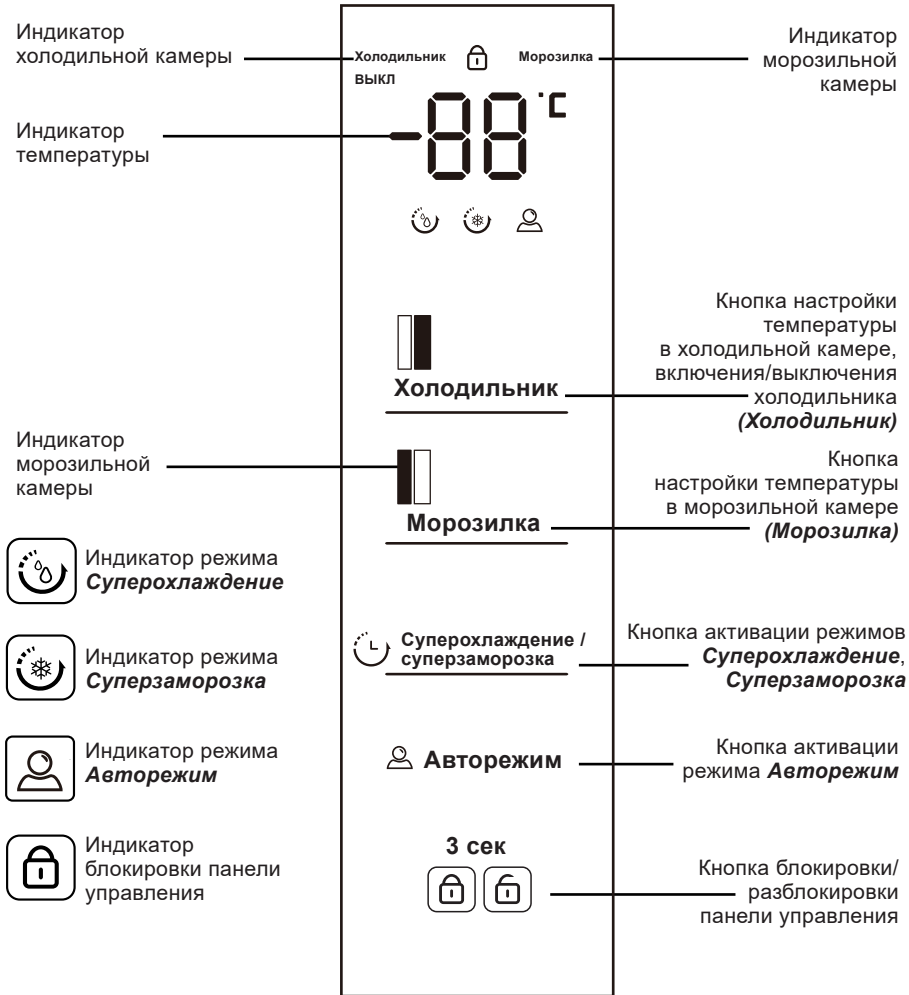 Индикатор
холодильной камеры
Индикатор
температуры
Холодильник
выкл
Морозилка
-88°C
Индикатор
морозильной
камеры
Кнопка настройки
температуры
в холодильной камере,
включения/выключения
холодильника
(Холодильник)
Холодильник
Индикатор
морозильной
камеры
Морозилка
Кнопка
настройки температуры
в морозильной камере
(Морозилка)
Индикатор режима
Суперохлаждение
Индикатор режима
Суперзаморозка
Суперохлаждение /
суперзаморозка
Кнопка активации режимов
Суперохлаждение,
Суперзаморозка
Индикатор режима
Авторежим
Авторежим
Кнопка активации
режима Авторежим
Индикатор
блокировки панели
управления
3 сек
Кнопка блокировки/
разблокировки
панели управления